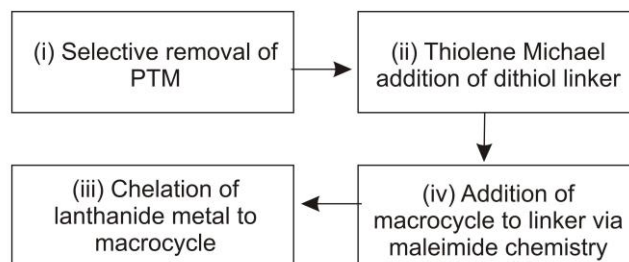 (i) Selective removal of
PTM
(ii) Thiolene Michael
addition of dithiol linker
(iii) Chelation of
lanthanide metal to
macrocycle
(iv) Addition of
macrocycle to linker via
maleimide chemistry